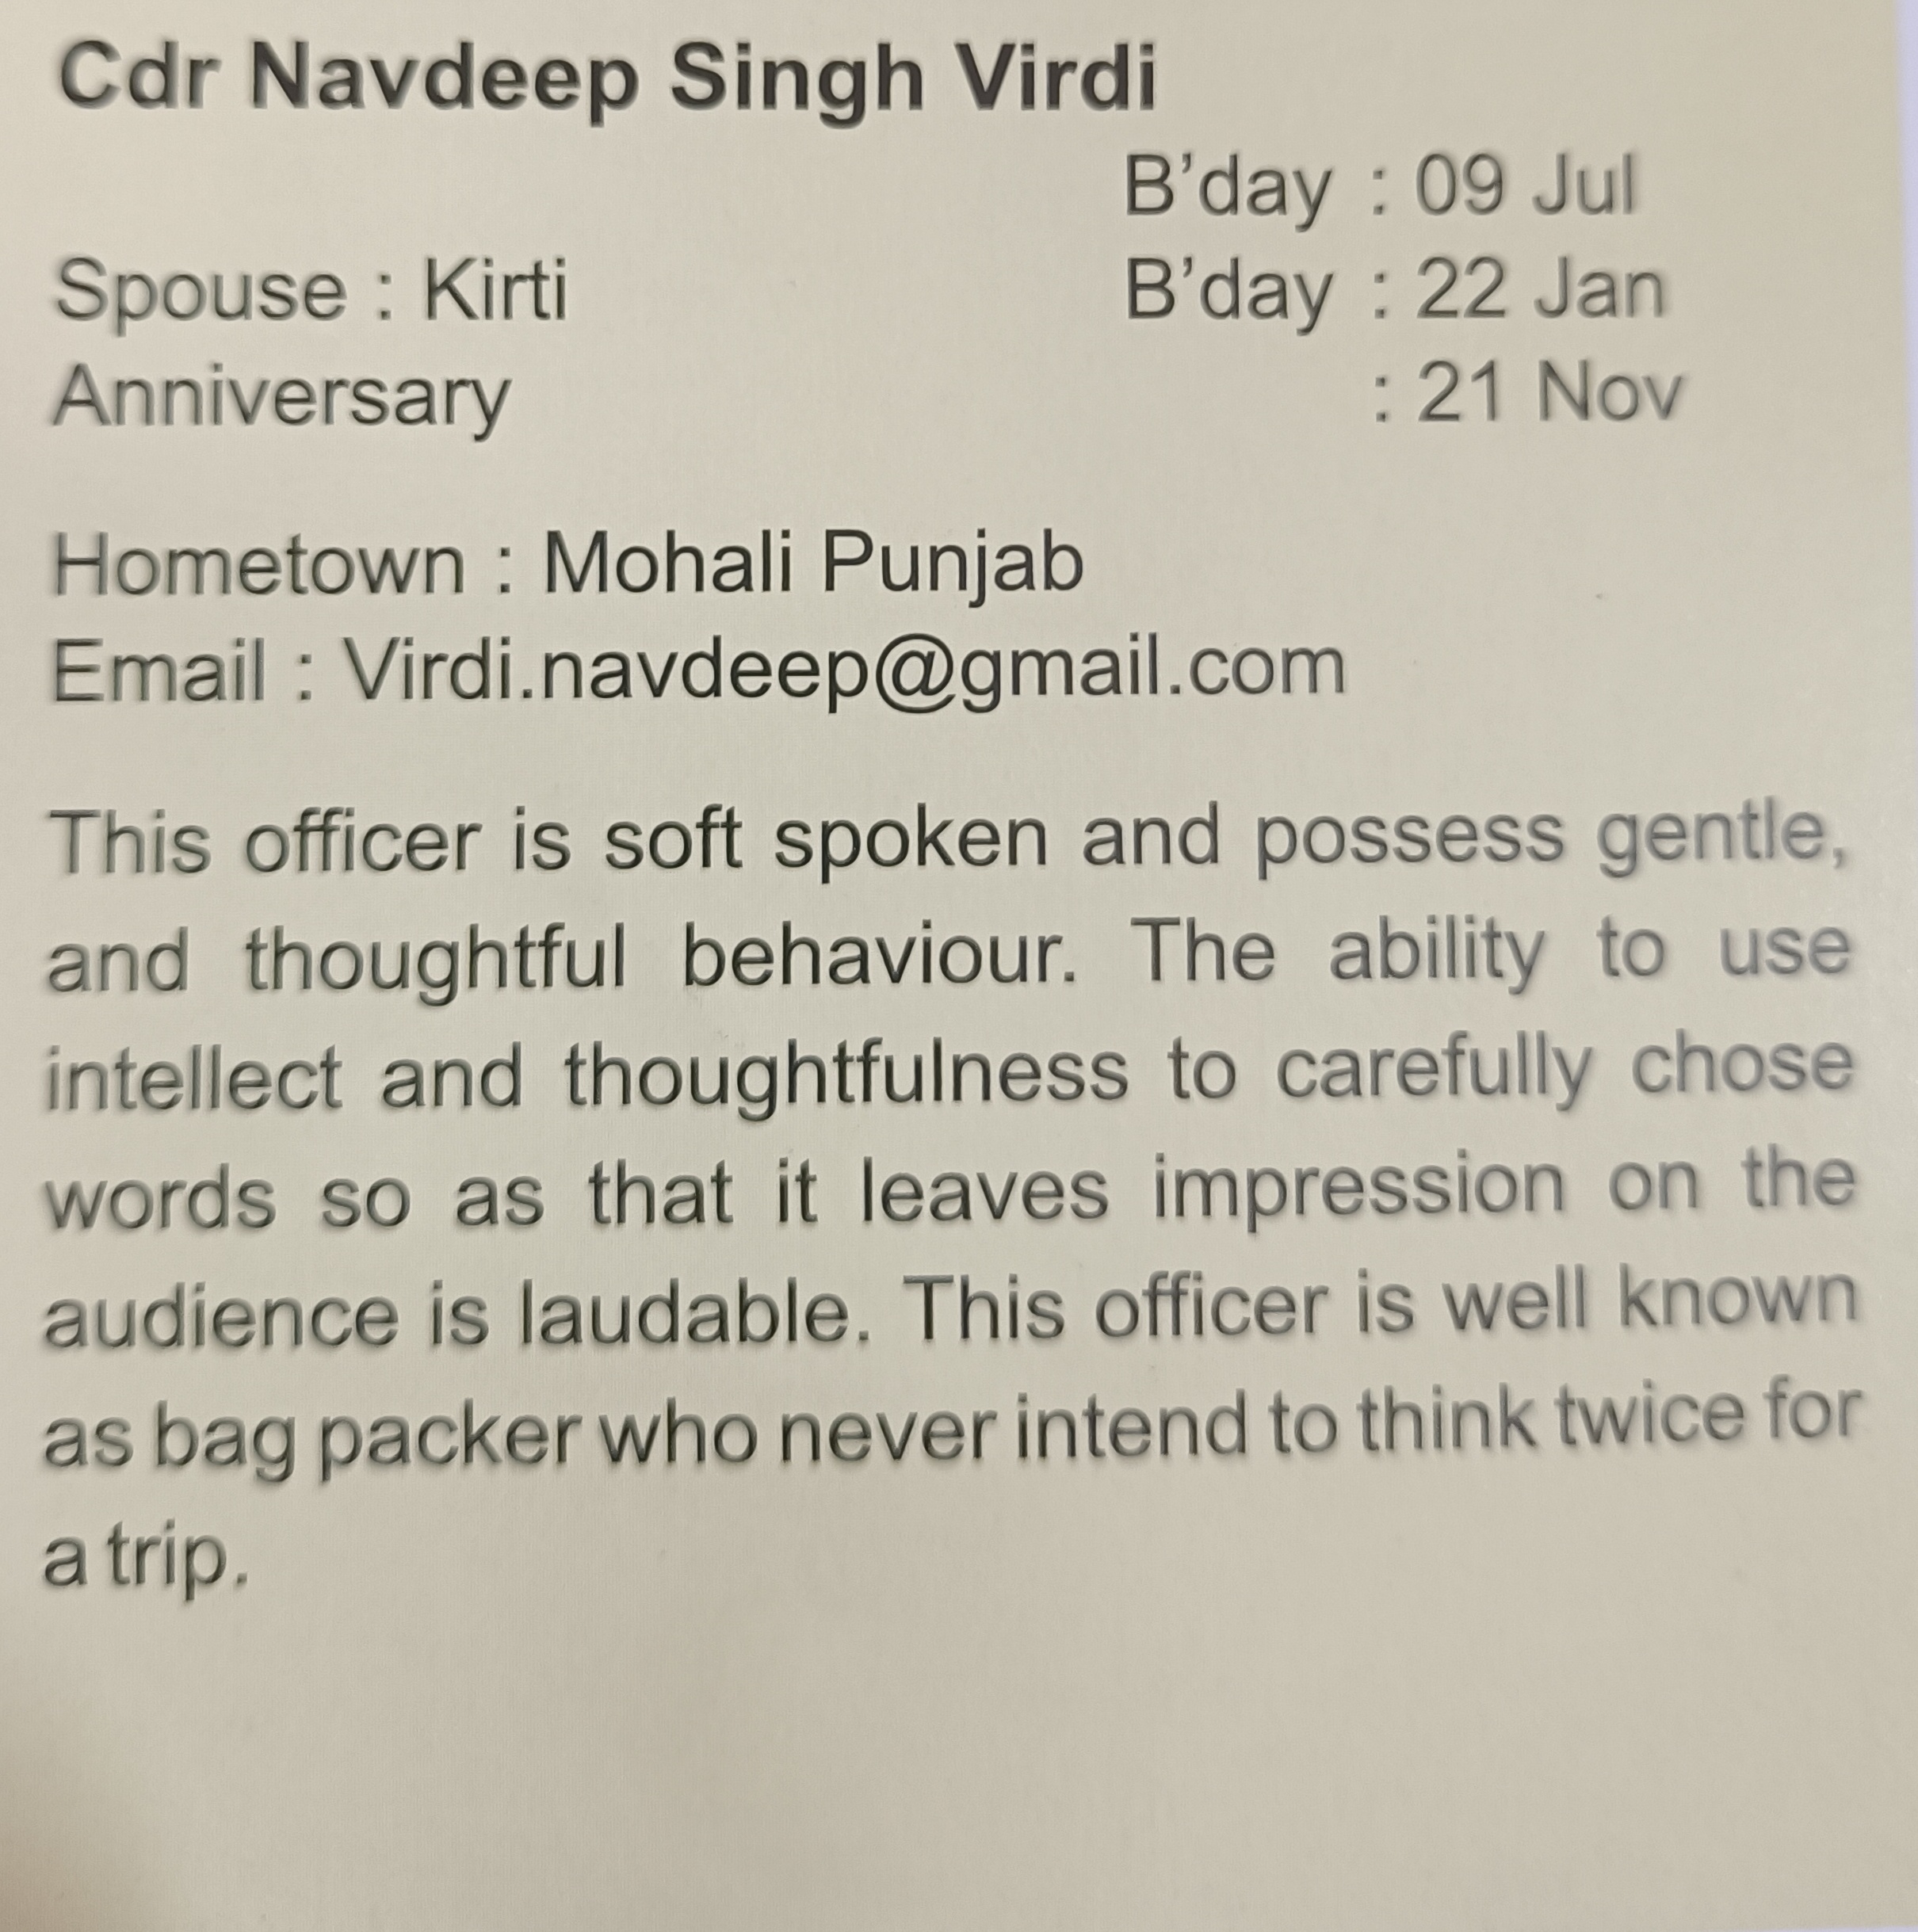 Cdr Navdeep Singh Virdi
B'day : 09 Jul
Spouse : Kirti B'day : 22 Jan
Anniversary : 21 Nov
Hometown : Mohali Punjab
Email : Virdi.navdeep@gmail.com
This officer is soft spoken and possess gentle,
and thoughtful behaviour. The ability to use
intellect and thoughtfulness to carefully chose
words so as that it leaves impression on the
audience is laudable. This officer is well known
as bag packer who never intend to think twice for
a trip.